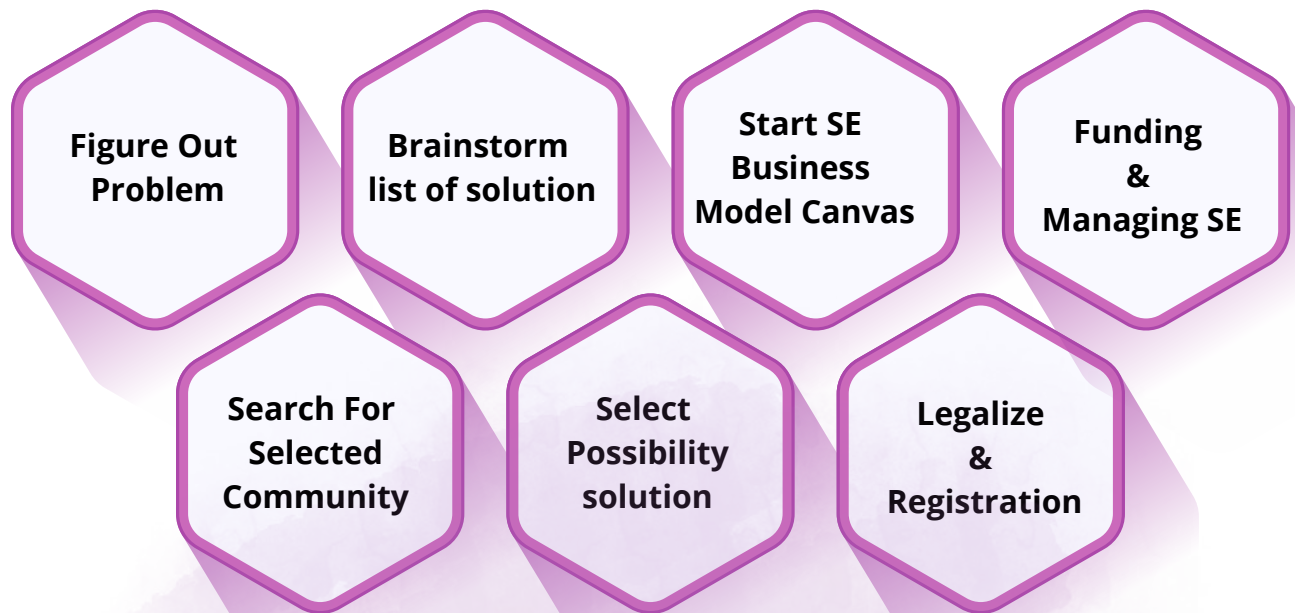 Figure Out
Problem
Brainstorm
list of solution
Start SE
Business
Model Canvas
Funding
&
Managing SE
Search For
Selected
Community
Select
Possibility
solution
Legalize
&
Registration